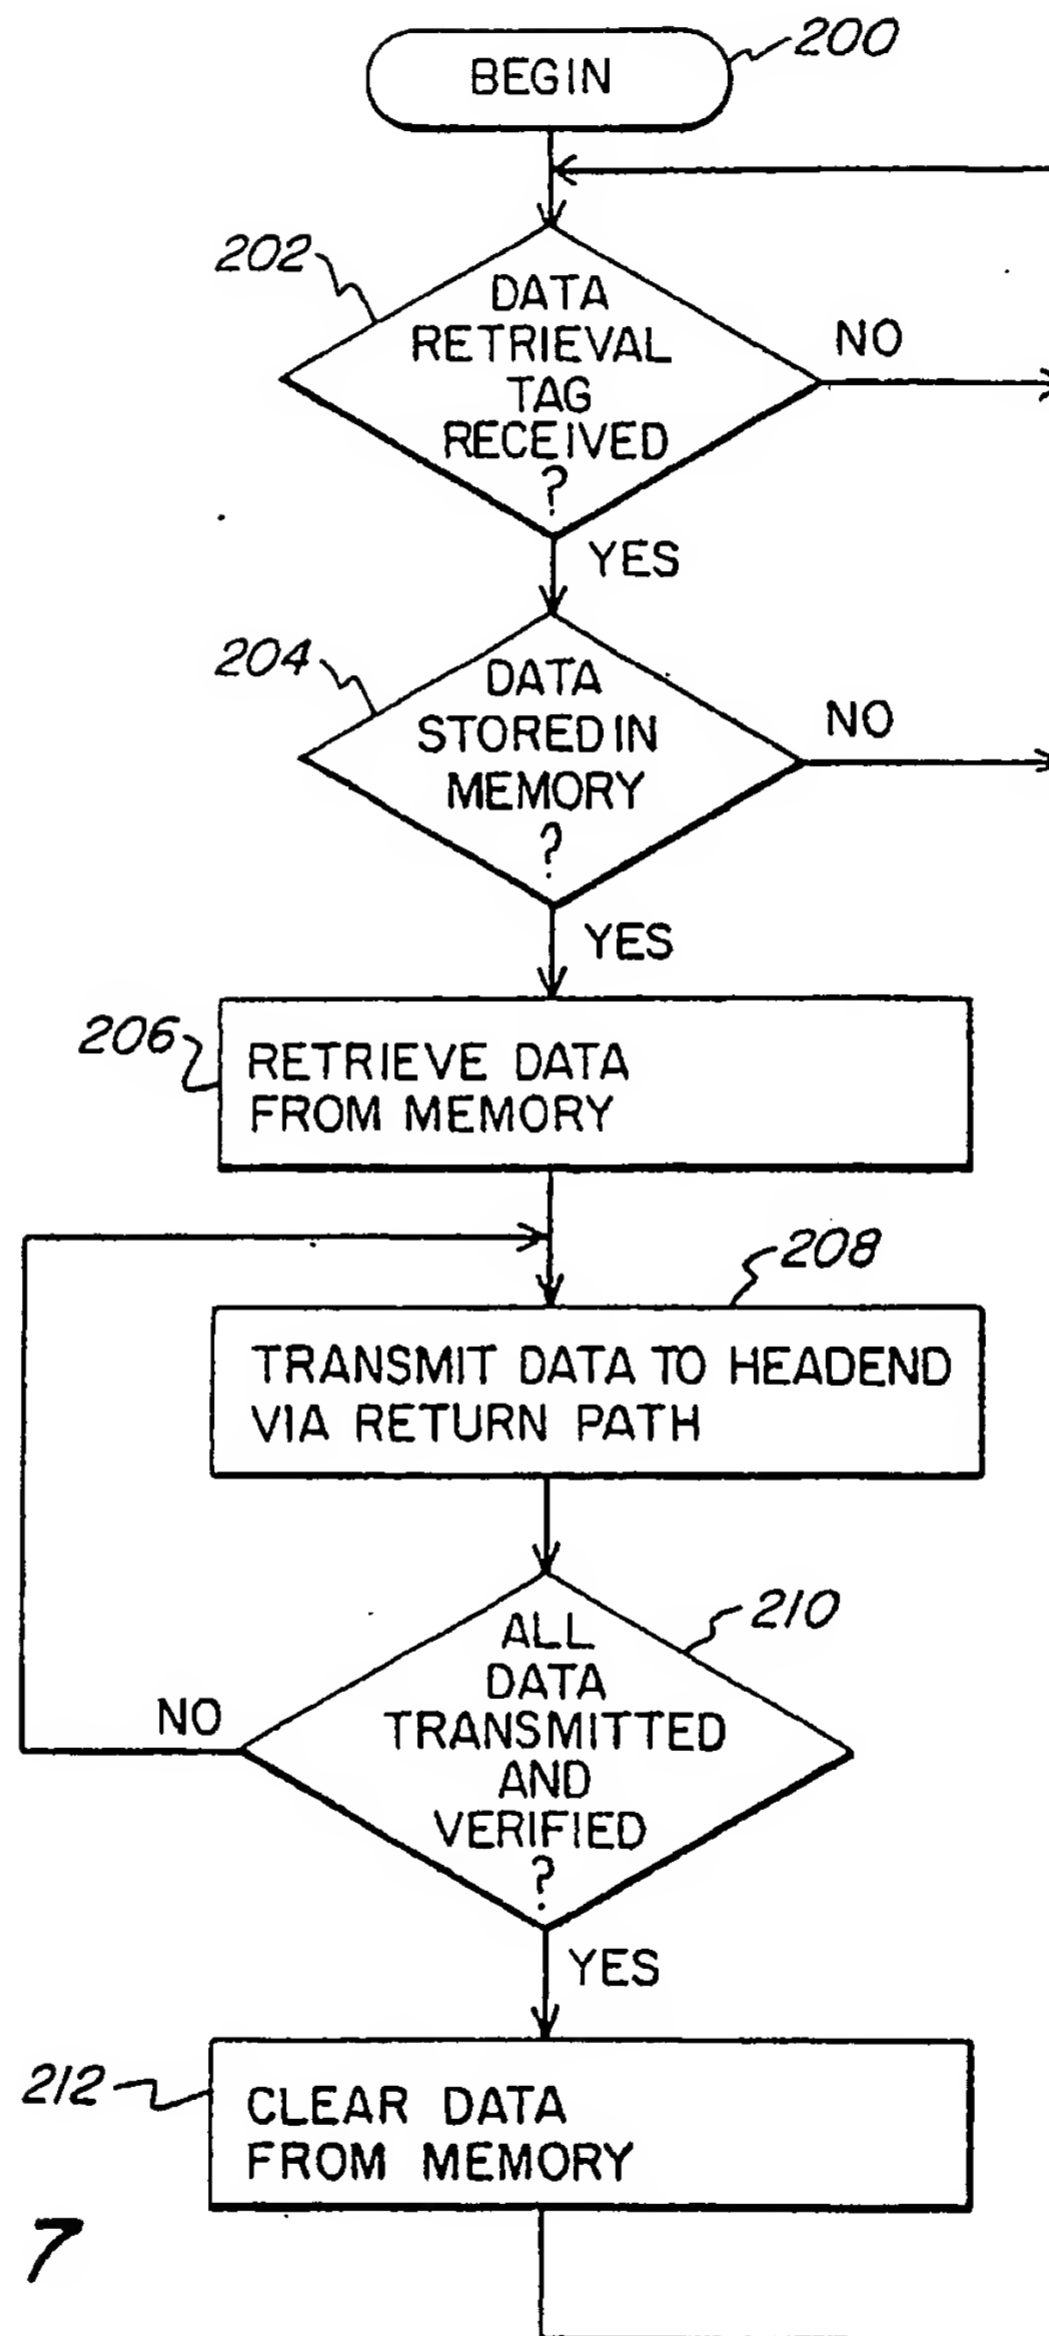 BEGIN
200
202
DATA
RETRIEVAL
TAG
RECEIVED
?
NO
YES
204
DATA
STORED IN
MEMORY
?
NO
YES
206
RETRIEVE DATA
FROM MEMORY
208
TRANSMIT DATA TO HEADEND
VIA RETURN PATH
210
ALL
DATA
TRANSMITTED
AND
VERIFIED
?
NO
YES
212
CLEAR DATA
FROM MEMORY
7